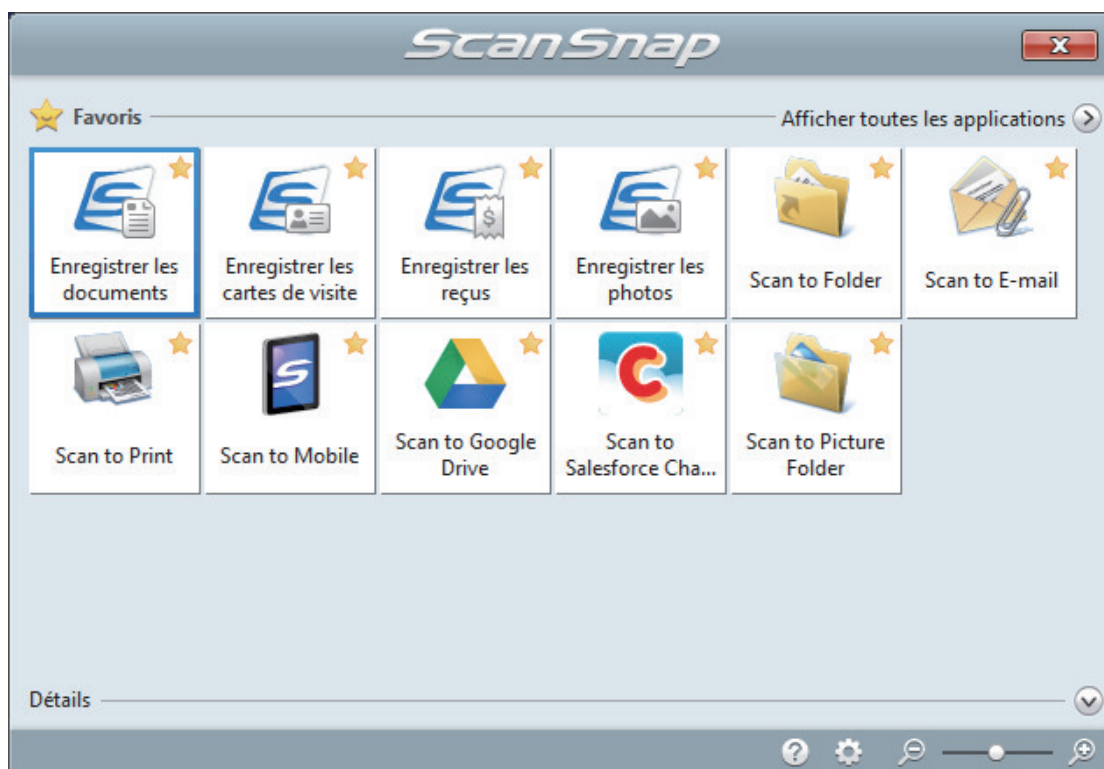 ScanSnap
Favoris
Afficher toutes les applications
Enregistrer les
documents
Enregistrer les
cartes de visite
Enregistrer les
reçus
Enregistrer les
photos
Scan to Folder
Scan to E-mail
Scan to Print
Scan to Mobile
Scan to Google
Drive
Scan to
Salesforce Cha...
Scan to Picture
Folder
Détails